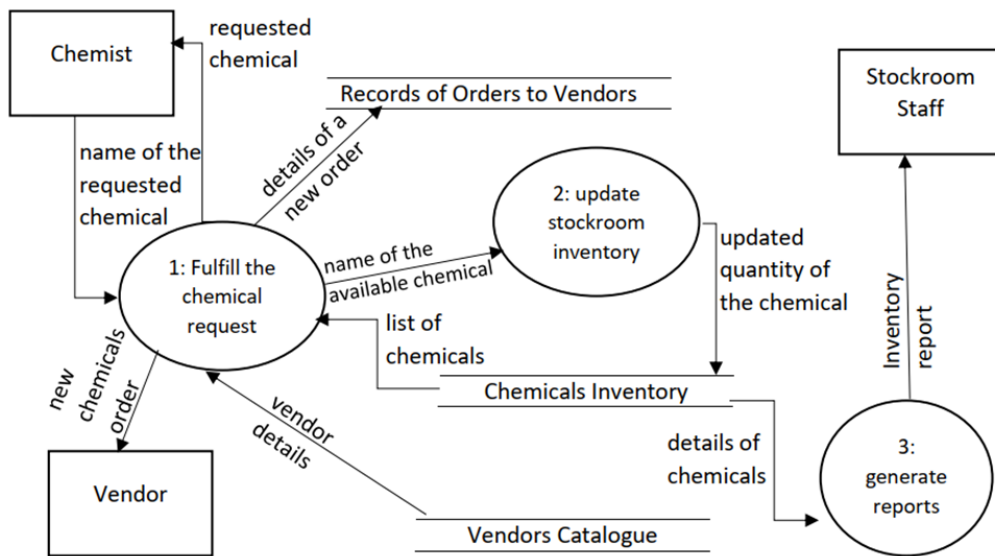 Chemist
requested
chemical
Records of Orders to Vendors
Stockroom
Staff
name of the
requested
chemical
details of a
new order
2: update
stockroom
inventory
1: Fulfill the
chemical
request
name of the
available chemical
updated
quantity of
the chemical
list of
chemicals
Inventory
report
new
chemicals
order
Chemicals Inventory
vendor
details
details of
chemicals
3:
generate
reports
Vendor
Vendors Catalogue